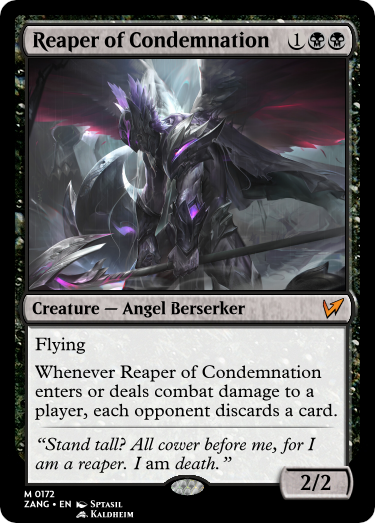 Reaper of Condemnation 1
Creature — Angel Berserker
Flying
Whenever Reaper of Condemnation
enters or deals combat damage to a
player, each opponent discards a card.
“Stand tall? All cower before me, for I
am a reaper. I am death.”
2/2
M 0172
ZANG • EN Sptasil
Kaldheim